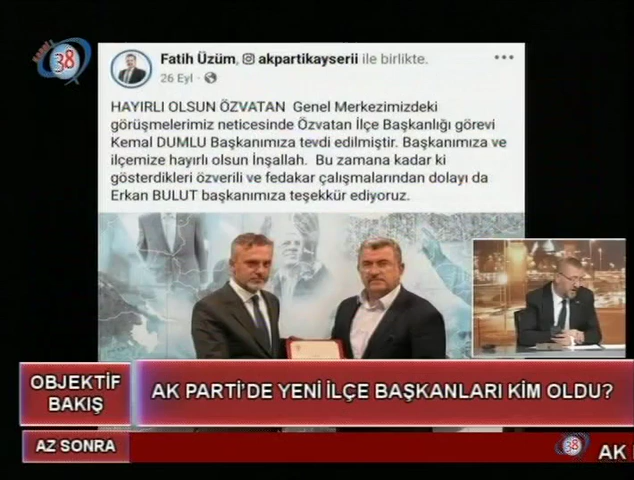 KANAL
38
Fatih Üzüm, akpartikayserii ile birlikte.
26 Eyl ·
HAYIRLI OLSUN ÖZVATAN Genel Merkezimizdeki
görüşmelerimiz neticesinde Özvatan İlçe Başkanlığı görevi
Kemal DUMLU Başkanımıza tevdi edilmiştir. Başkanımıza ve
ilçemize hayırlı olsun İnşallah. Bu zamana kadar ki
gösterdikleri özverili ve fedakar çalışmalarından dolayı da
Erkan BULUT başkanımıza teşekkür ediyoruz.
OBJEKTİF
BAKIŞ
AK PARTİ'DE YENİ İLÇE BAŞKANLARI KİM OLDU?
AZ SONRA
38
AK